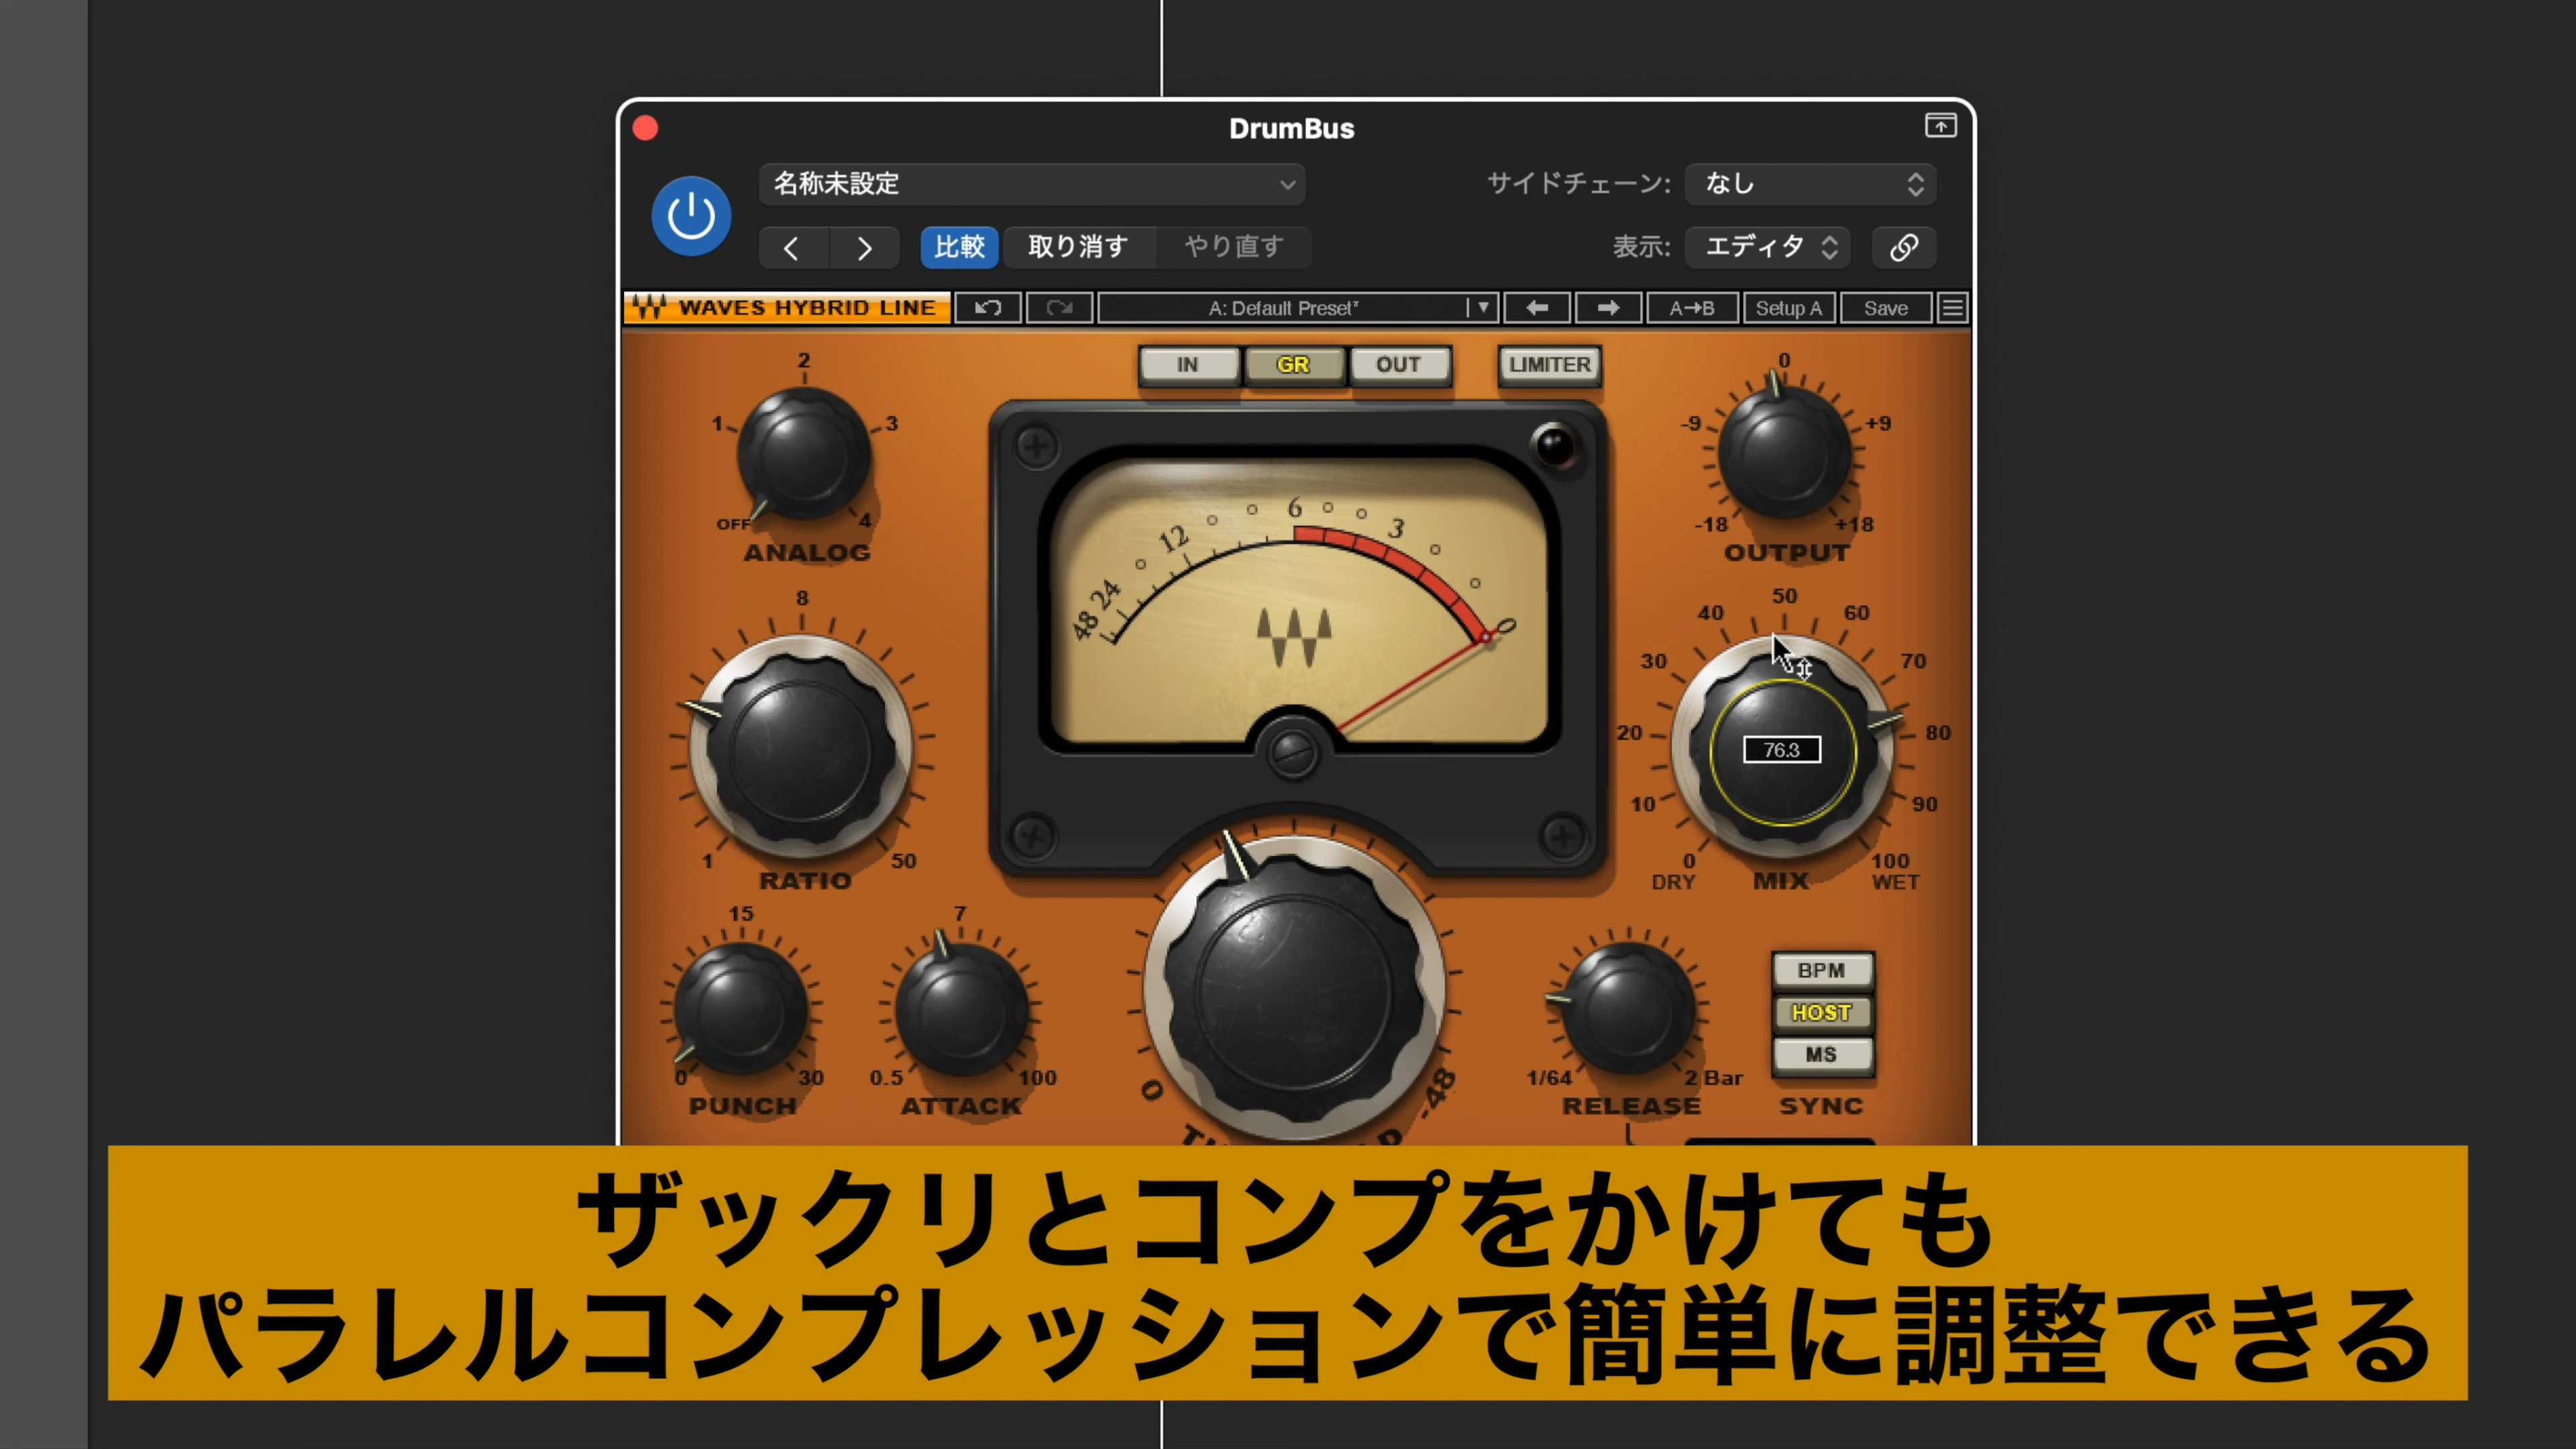 DrumBus
名称未設定
サイドチェーン: なし
比較 取り消す やり直す
表示: エディタ
WAVES HYBRID LINE
A: Default Preset*
A→B
Setup A
Save
IN GR OUT LIMITER
OFF 1 2 3 4
ANALOG
-18 -9 0 +9 +18
OUTPUT
48 24 12 6 3 0
1 8 50
RATIO
0 10 20 30 40 50 60 70 80 90 100
76.3
DRY MIX WET
0 15 30
PUNCH
0.5 7 100
ATTACK
0 -48
1/64 2 Bar
RELEASE
BPM
HOST
MS
SYNC
ザックリとコンプをかけても
パラレルコンプレッションで簡単に調整できる